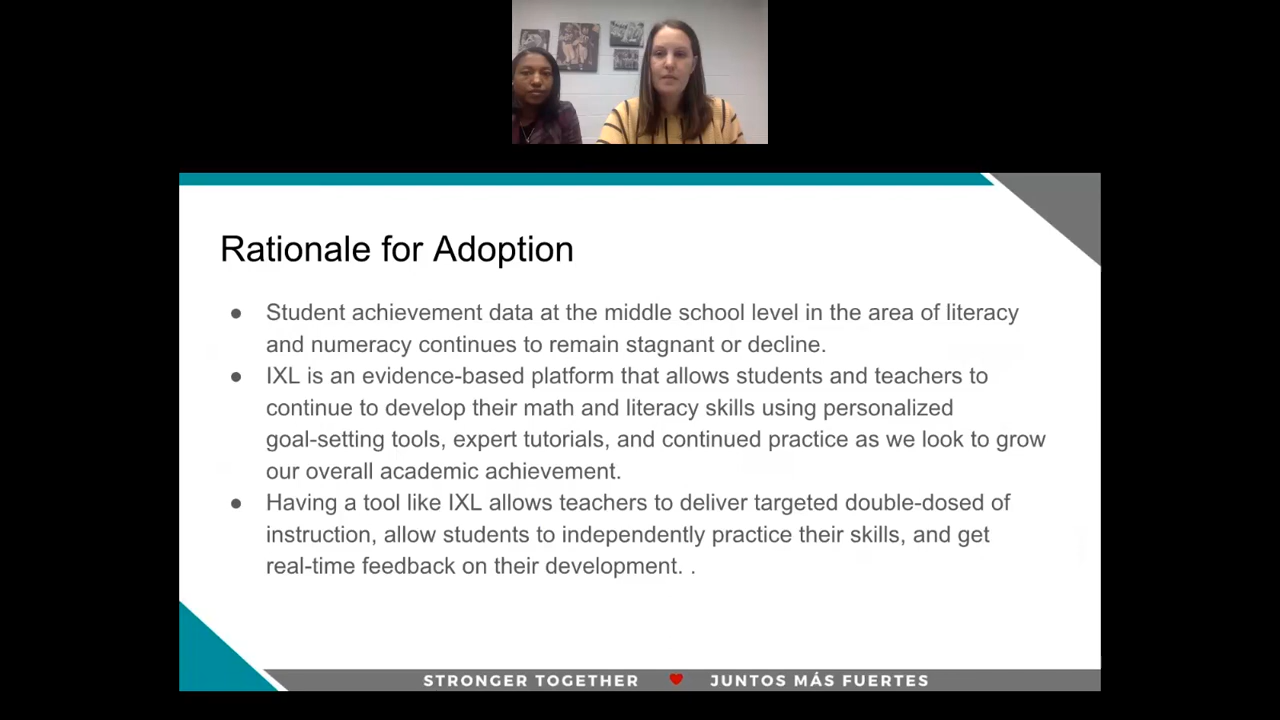 Rationale for Adoption
● Student achievement data at the middle school level in the area of literacy
and numeracy continues to remain stagnant or decline.
● IXL is an evidence-based platform that allows students and teachers to
continue to develop their math and literacy skills using personalized
goal-setting tools, expert tutorials, and continued practice as we look to grow
our overall academic achievement.
● Having a tool like IXL allows teachers to deliver targeted double-dosed of
instruction, allow students to independently practice their skills, and get
real-time feedback on their development. .
STRONGER TOGETHER ♥ JUNTOS MÁS FUERTES